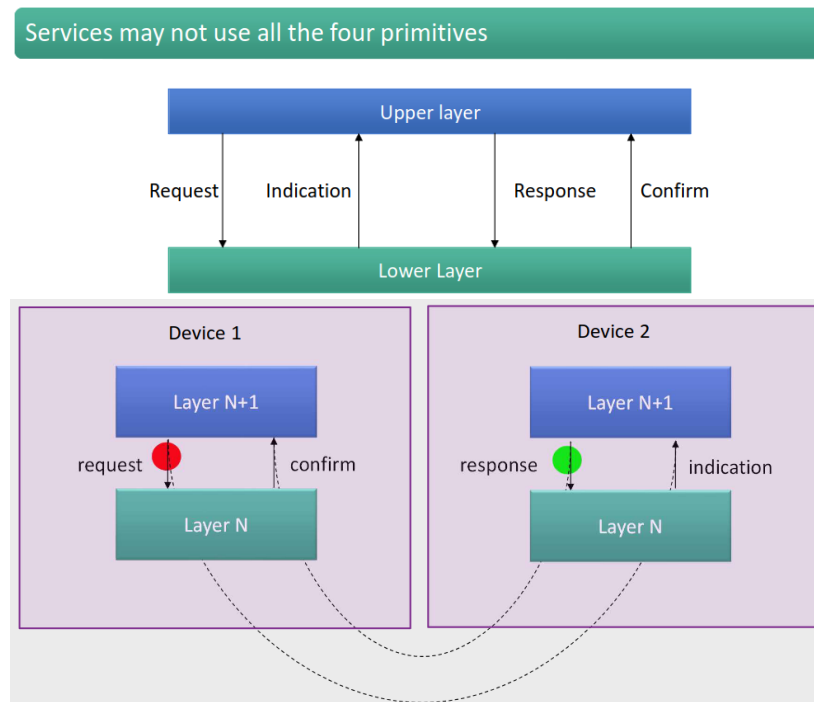 Services may not use all the four primitives
Upper layer
Request
Indication
Response
Confirm
Lower Layer
Device 1
Layer N+1
request
confirm
Layer N
Device 2
Layer N+1
response
indication
Layer N